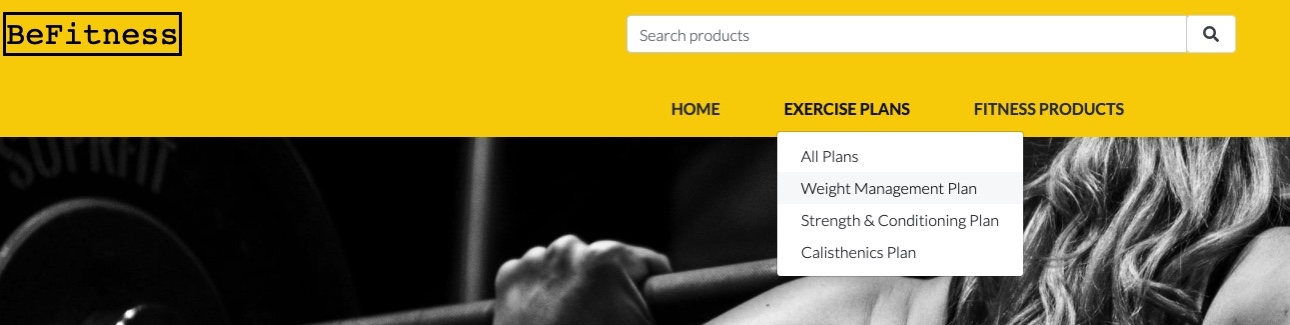 BeFitness
Search products
HOME EXERCISE PLANS FITNESS PRODUCTS
SUPRFIT
All Plans
Weight Management Plan
Strength & Conditioning Plan
Calisthenics Plan